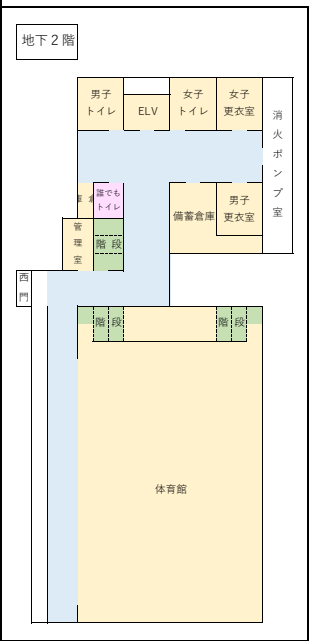 地下２階
男子
トイレ
ELV
女子
トイレ
女子
更衣室
消火ポンプ室
倉庫
誰でも
トイレ
備蓄倉庫
男子
更衣室
管理室
階段
西門
階段
階段
体育館